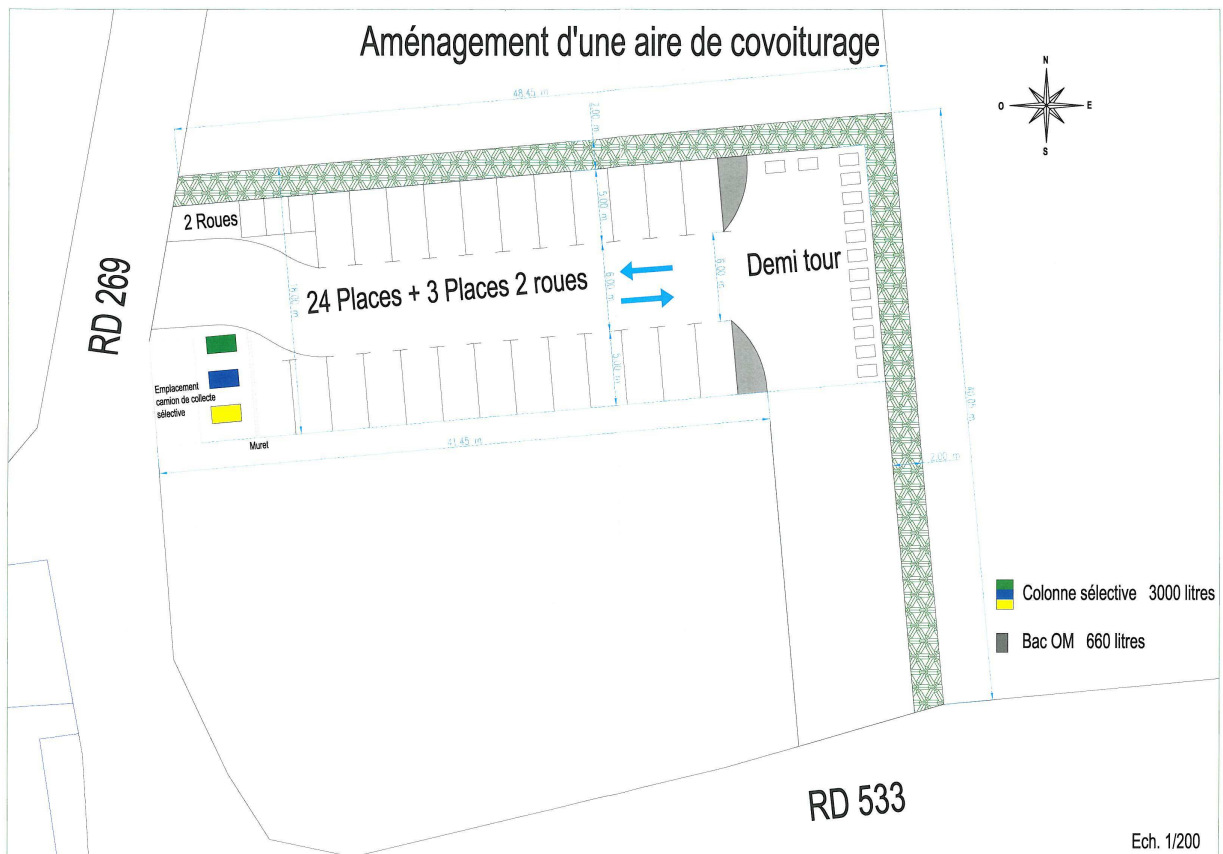 Aménagement d'une aire de covoiturage
N
O
E
S
48.45 m
2.00 m
2 Roues
5.00 m
6.00 m
6.00 m
Demi tour
24 Places + 3 Places 2 roues
RD 269
Emplacement
camion de collecte
sélective
Muret
41.45 m
2.00 m
Colonne sélective 3000 litres
Bac OM 660 litres
RD 533
Ech. 1/200